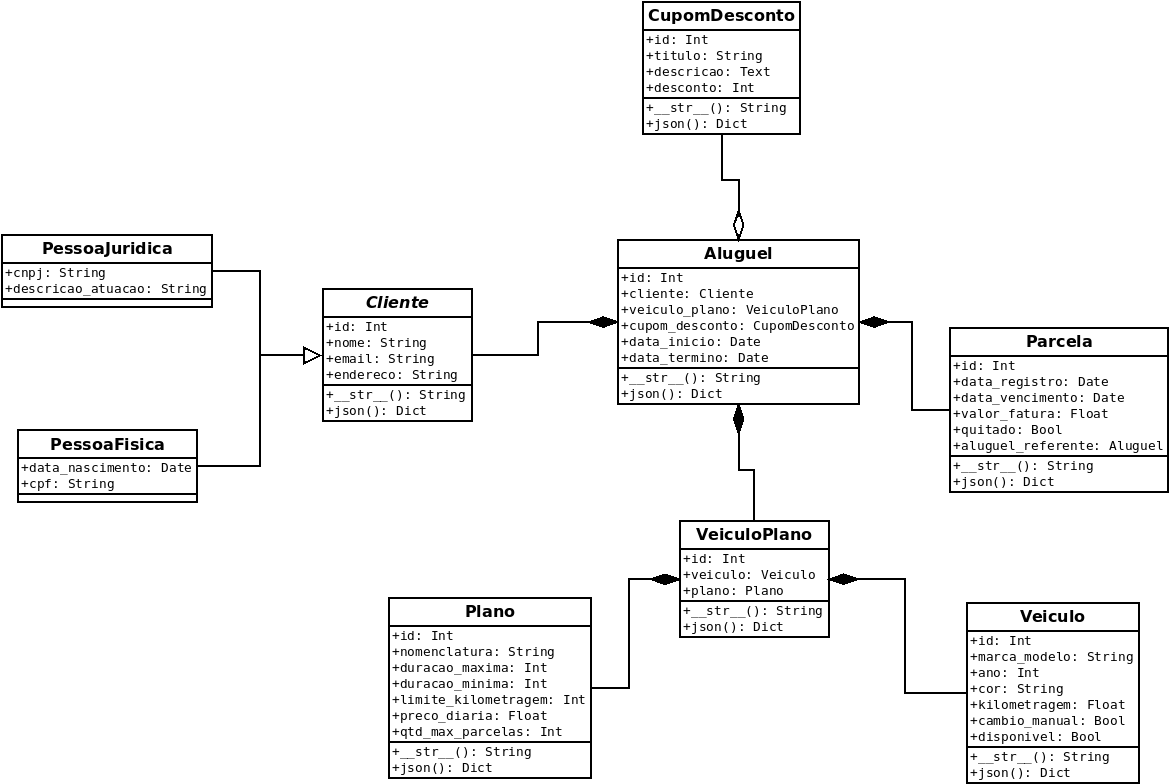 CupomDesconto
+id: Int
+titulo: String
+descricao: Text
+desconto: Int
+__str__(): String
+json(): Dict
PessoaJuridica
+cnpj: String
+descricao_atuacao: String
Cliente
+id: Int
+nome: String
+email: String
+endereco: String
+__str__(): String
+json(): Dict
Aluguel
+id: Int
+cliente: Cliente
+veiculo_plano: VeiculoPlano
+cupom_desconto: CupomDesconto
+data_inicio: Date
+data_termino: Date
+__str__(): String
+json(): Dict
Parcela
+id: Int
+data_registro: Date
+data_vencimento: Date
+valor_fatura: Float
+quitado: Bool
+aluguel_referente: Aluguel
+__str__(): String
+json(): Dict
PessoaFisica
+data_nascimento: Date
+cpf: String
VeiculoPlano
+id: Int
+veiculo: Veiculo
+plano: Plano
+__str__(): String
+json(): Dict
Plano
+id: Int
+nomenclatura: String
+duracao_maxima: Int
+duracao_minima: Int
+limite_kilometragem: Int
+preco_diaria: Float
+qtd_max_parcelas: Int
+__str__(): String
+json(): Dict
Veiculo
+id: Int
+marca_modelo: String
+ano: Int
+cor: String
+kilometragem: Float
+cambio_manual: Bool
+disponivel: Bool
+__str__(): String
+json(): Dict